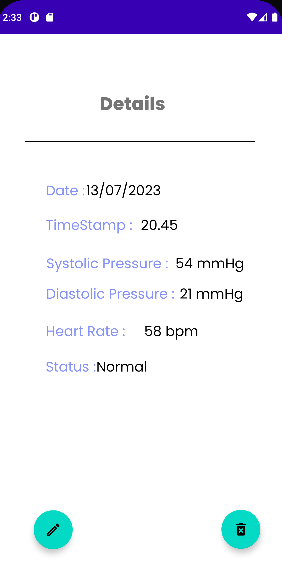 2:33
Details
Date :13/07/2023
TimeStamp : 20.45
Systolic Pressure : 54 mmHg
Diastolic Pressure : 21 mmHg
Heart Rate : 58 bpm
Status :Normal